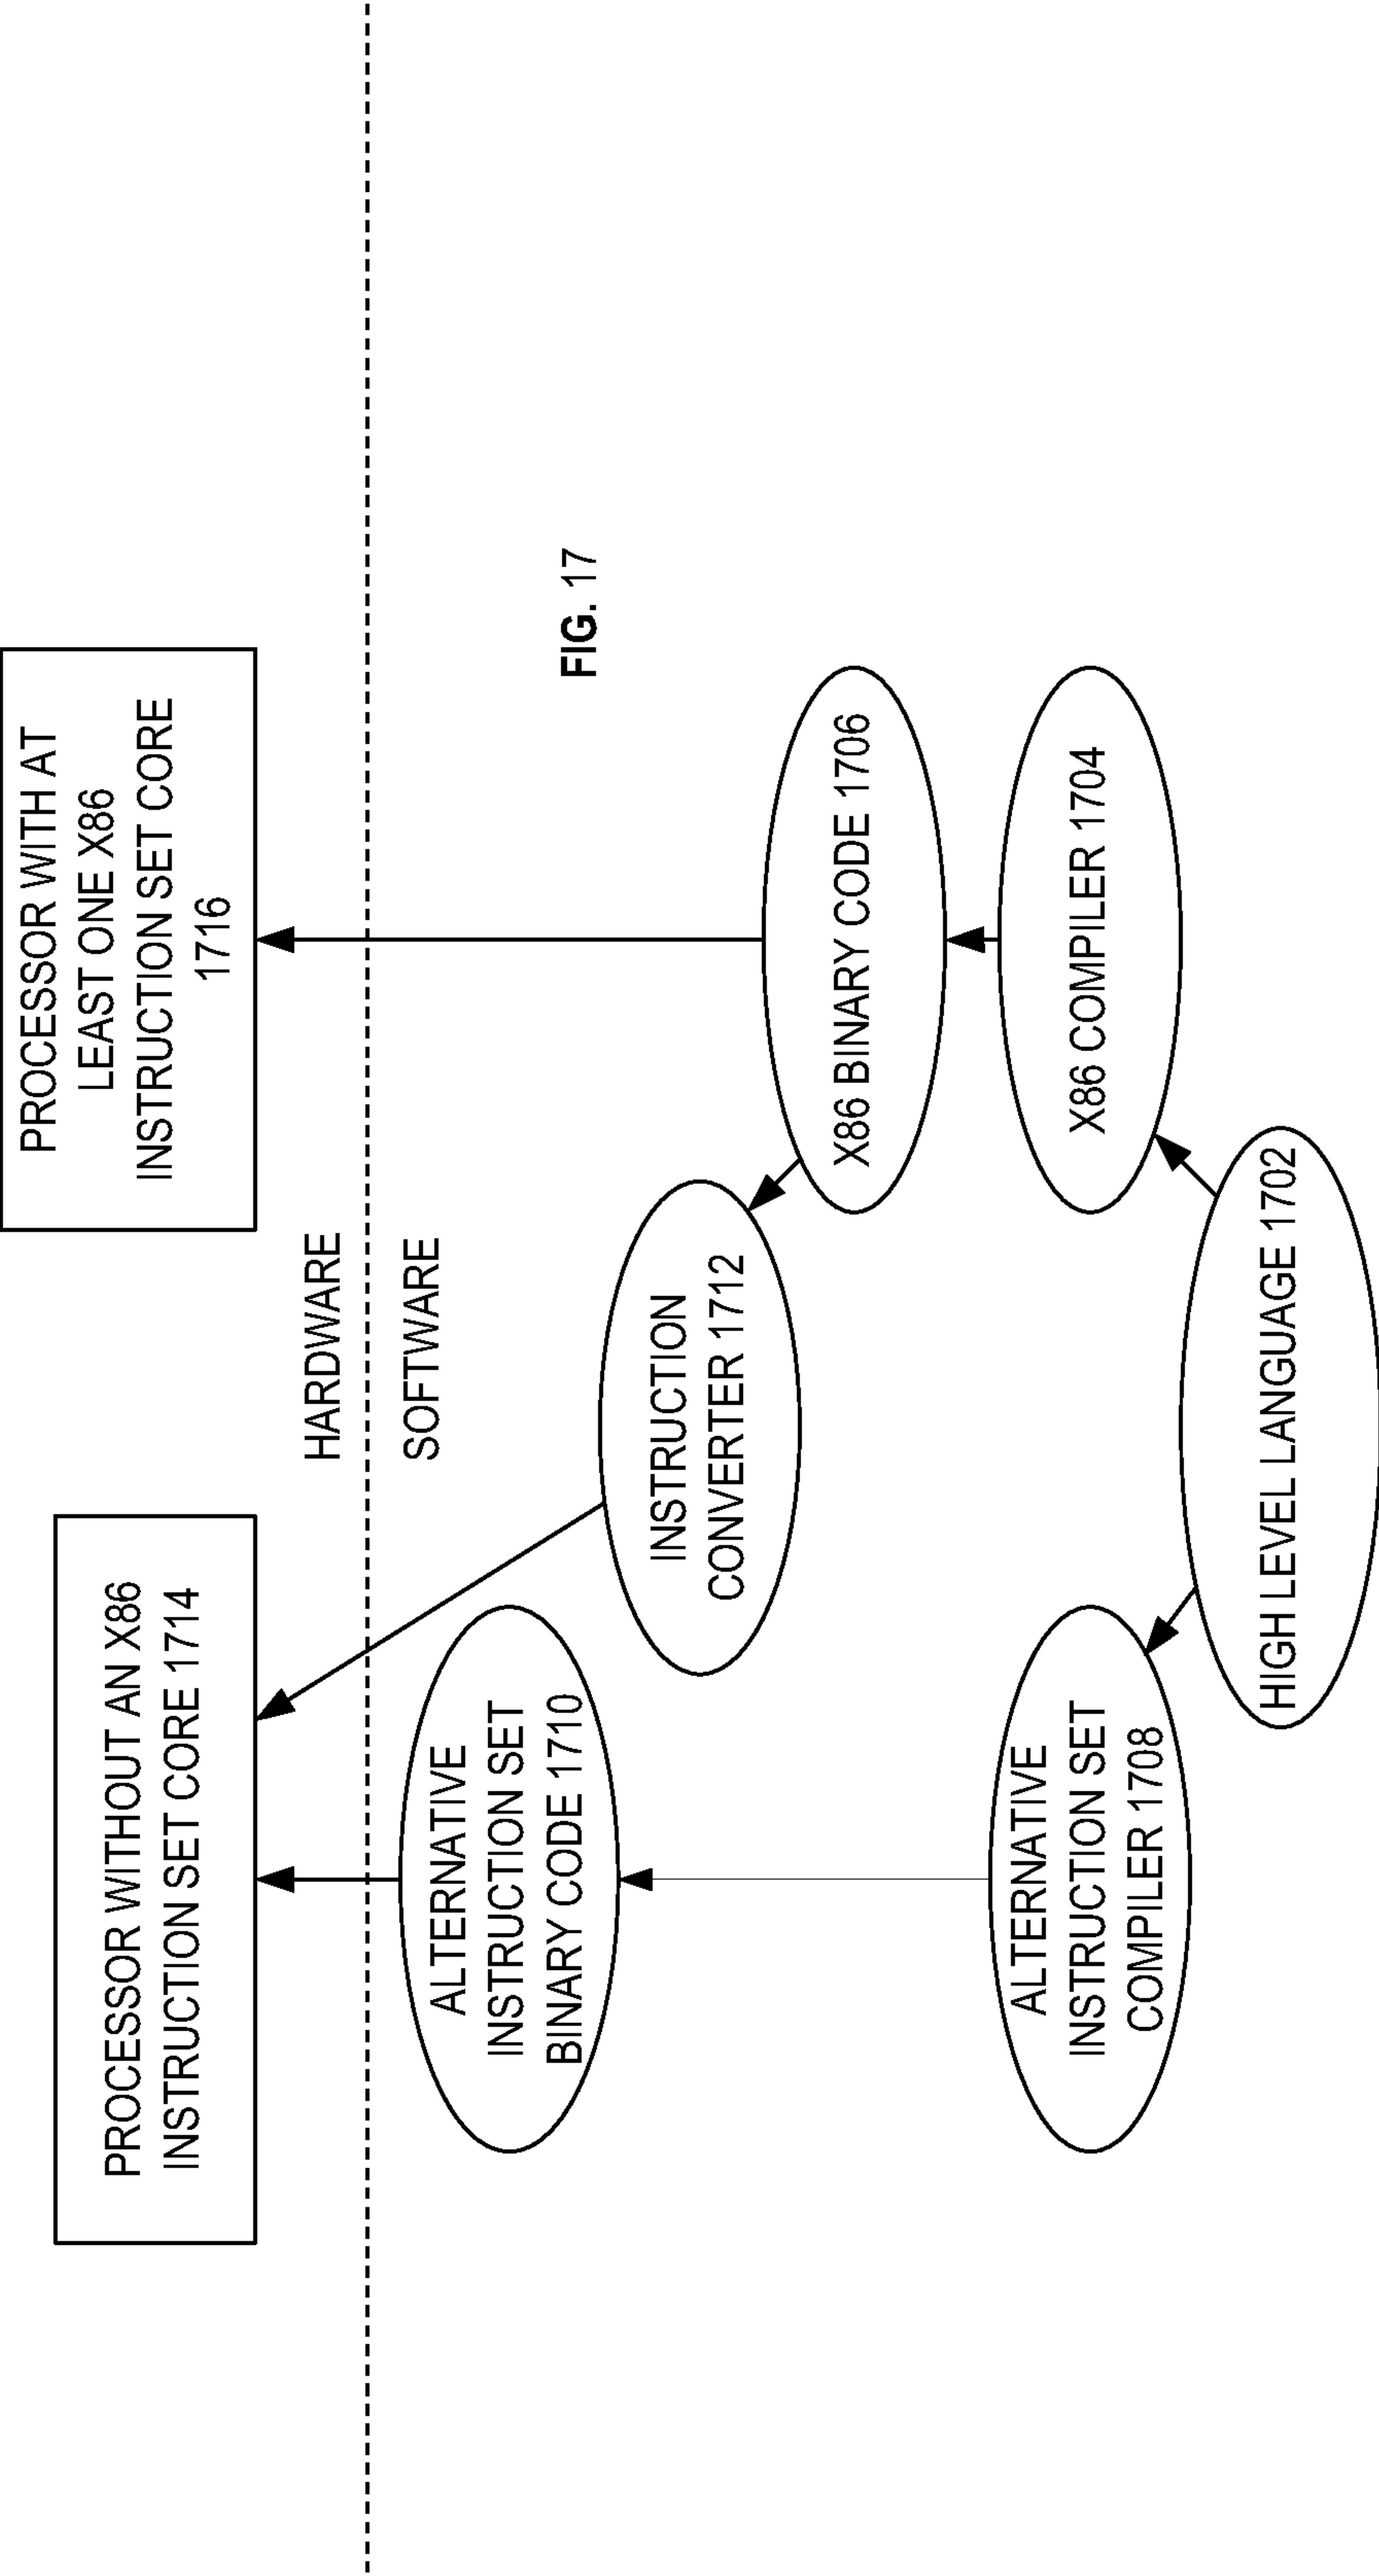 PROCESSOR WITH AT
LEAST ONE X86
INSTRUCTION SET CORE
1716
PROCESSOR WITHOUT AN X86
INSTRUCTION SET CORE 1714
HARDWARE
SOFTWARE
FIG. 17
ALTERNATIVE
INSTRUCTION SET
BINARY CODE 1710
INSTRUCTION
CONVERTER 1712
X86 BINARY CODE 1706
ALTERNATIVE
INSTRUCTION SET
COMPILER 1708
X86 COMPILER 1704
HIGH LEVEL LANGUAGE 1702